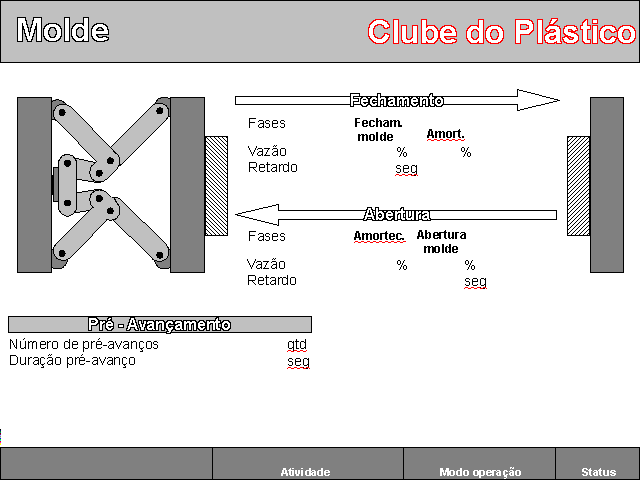 Molde
Clube do Plástico
Fechamento
Fases Fecham. molde Amort.
Vazão % %
Retardo seg
Abertura
Fases Amortec. Abertura molde
Vazão % %
Retardo seg
Pré - Avançamento
Número de pré-avanços qtd
Duração pré-avanço seg
Atividade Modo operação Status